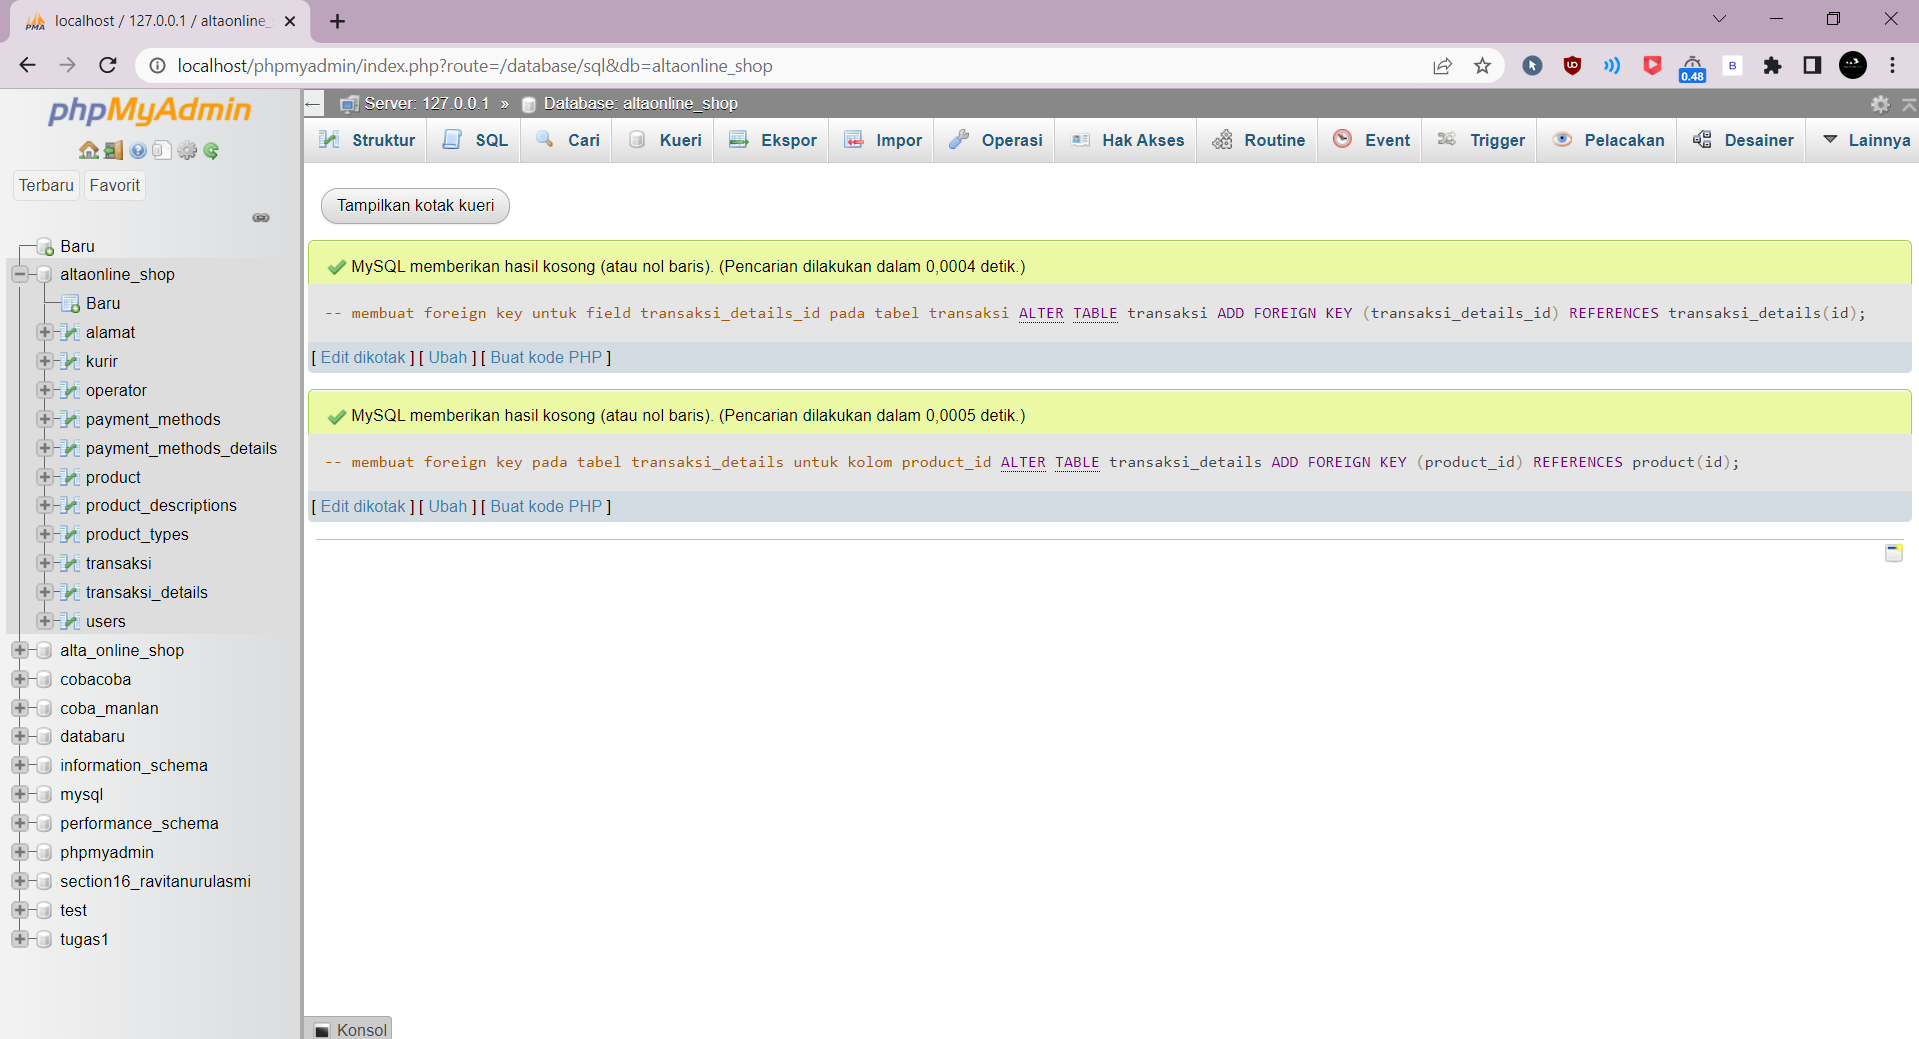 localhost / 127.0.0.1 / altaonline_
localhost/phpmyadmin/index.php?route=/database/sql&db=altaonline_shop
0.48
B
phpMyAdmin
Terbaru
Favorit
Baru
altaonline_shop
Baru
alamat
kurir
operator
payment_methods
payment_methods_details
product
product_descriptions
product_types
transaksi
transaksi_details
users
alta_online_shop
cobacoba
coba_manlan
databaru
information_schema
mysql
performance_schema
phpmyadmin
section16_ravitanurulasmi
test
tugas1
Server: 127.0.0.1 » Database: altaonline_shop
Struktur SQL Cari Kueri Ekspor Impor Operasi Hak Akses Routine Event Trigger Pelacakan Desainer Lainnya
Tampilkan kotak kueri
MySQL memberikan hasil kosong (atau nol baris). (Pencarian dilakukan dalam 0,0004 detik.)
-- membuat foreign key untuk field transaksi_details_id pada tabel transaksi ALTER TABLE transaksi ADD FOREIGN KEY (transaksi_details_id) REFERENCES transaksi_details(id);
[ Edit dikotak ] [ Ubah ] [ Buat kode PHP ]
MySQL memberikan hasil kosong (atau nol baris). (Pencarian dilakukan dalam 0,0005 detik.)
-- membuat foreign key pada tabel transaksi_details untuk kolom product_id ALTER TABLE transaksi_details ADD FOREIGN KEY (product_id) REFERENCES product(id);
[ Edit dikotak ] [ Ubah ] [ Buat kode PHP ]
Konsol